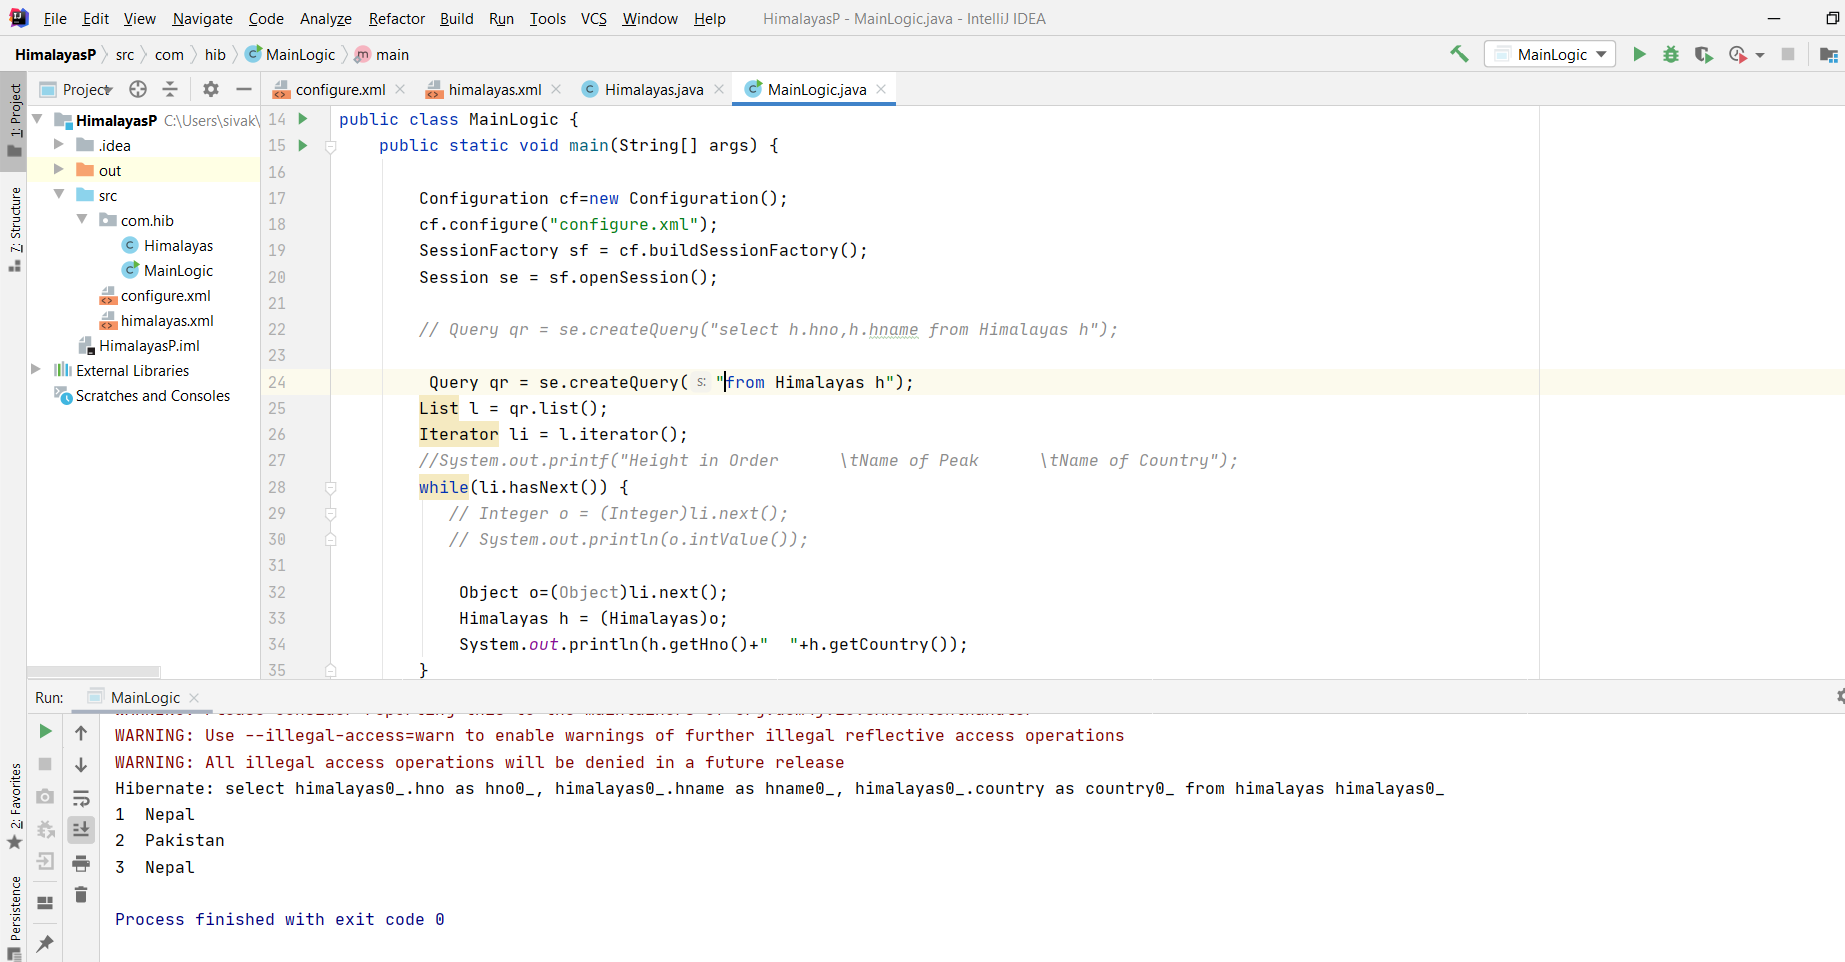 File Edit View Navigate Code Analyze Refactor Build Run Tools VCS Window Help HimalayasP - MainLogic.java - IntelliJ IDEA
HimalayasP src com hib MainLogic main MainLogic
1: Project
7: Structure
2: Favorites
Persistence
Project
HimalayasP C:\Users\sivak\
.idea
out
src
com.hib
Himalayas
MainLogic
configure.xml
himalayas.xml
HimalayasP.iml
External Libraries
Scratches and Consoles
configure.xml himalayas.xml Himalayas.java MainLogic.java
14 public class MainLogic {
15 public static void main(String[] args) {
16
17 Configuration cf=new Configuration();
18 cf.configure("configure.xml");
19 SessionFactory sf = cf.buildSessionFactory();
20 Session se = sf.openSession();
21
22 // Query qr = se.createQuery("select h.hno,h.hname from Himalayas h");
23
24 Query qr = se.createQuery( s: "from Himalayas h");
25 List l = qr.list();
26 Iterator li = l.iterator();
27 //System.out.printf("Height in Order \tName of Peak \tName of Country");
28 while(li.hasNext()) {
29 // Integer o = (Integer)li.next();
30 // System.out.println(o.intValue());
31
32 Object o=(Object)li.next();
33 Himalayas h = (Himalayas)o;
34 System.out.println(h.getHno()+"  "+h.getCountry());
35 }
Run: MainLogic
WARNING: Use --illegal-access=warn to enable warnings of further illegal reflective access operations
WARNING: All illegal access operations will be denied in a future release
Hibernate: select himalayas0_.hno as hno0_, himalayas0_.hname as hname0_, himalayas0_.country as country0_ from himalayas himalayas0_
1 Nepal
2 Pakistan
3 Nepal
Process finished with exit code 0